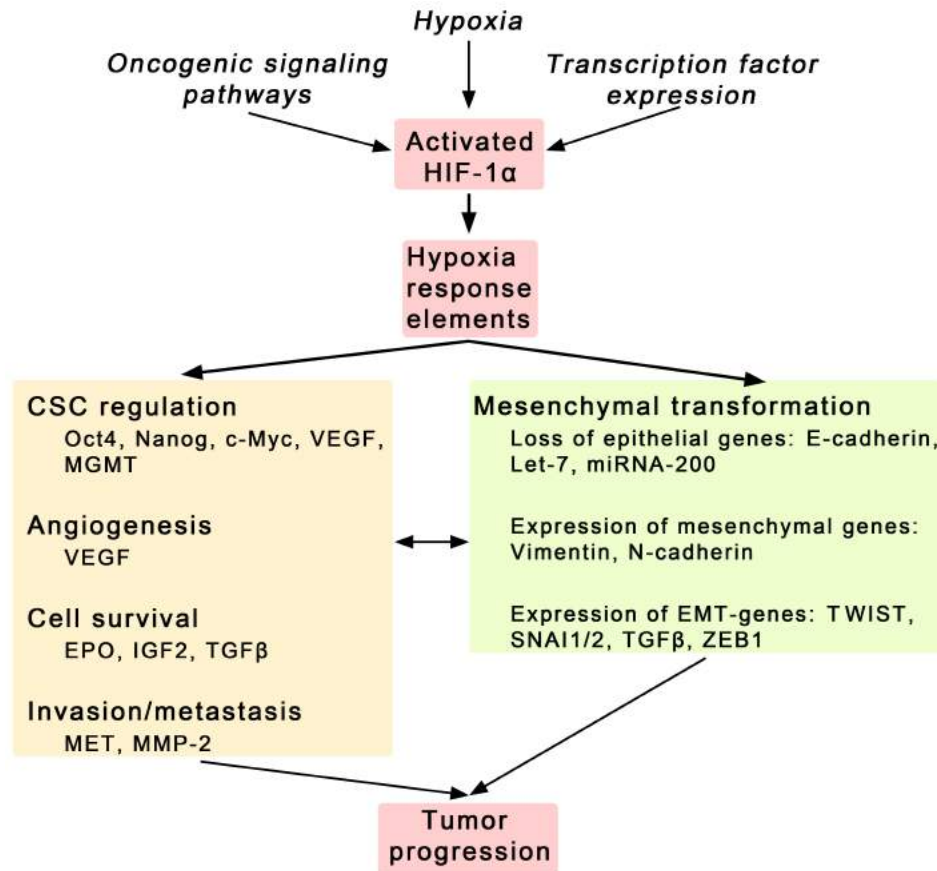 Hypoxia
Oncogenic signaling
pathways
Transcription factor
expression
Activated
HIF-1α
Hypoxia
response
elements
CSC regulation
Oct4, Nanog, c-Myc, VEGF,
MGMT
Angiogenesis
VEGF
Cell survival
EPO, IGF2, TGFβ
Invasion/metastasis
MET, MMP-2
Mesenchymal transformation
Loss of epithelial genes: E-cadherin,
Let-7, miRNA-200
Expression of mesenchymal genes:
Vimentin, N-cadherin
Expression of EMT-genes: TWIST,
SNAI1/2, TGFβ, ZEB1
Tumor
progression